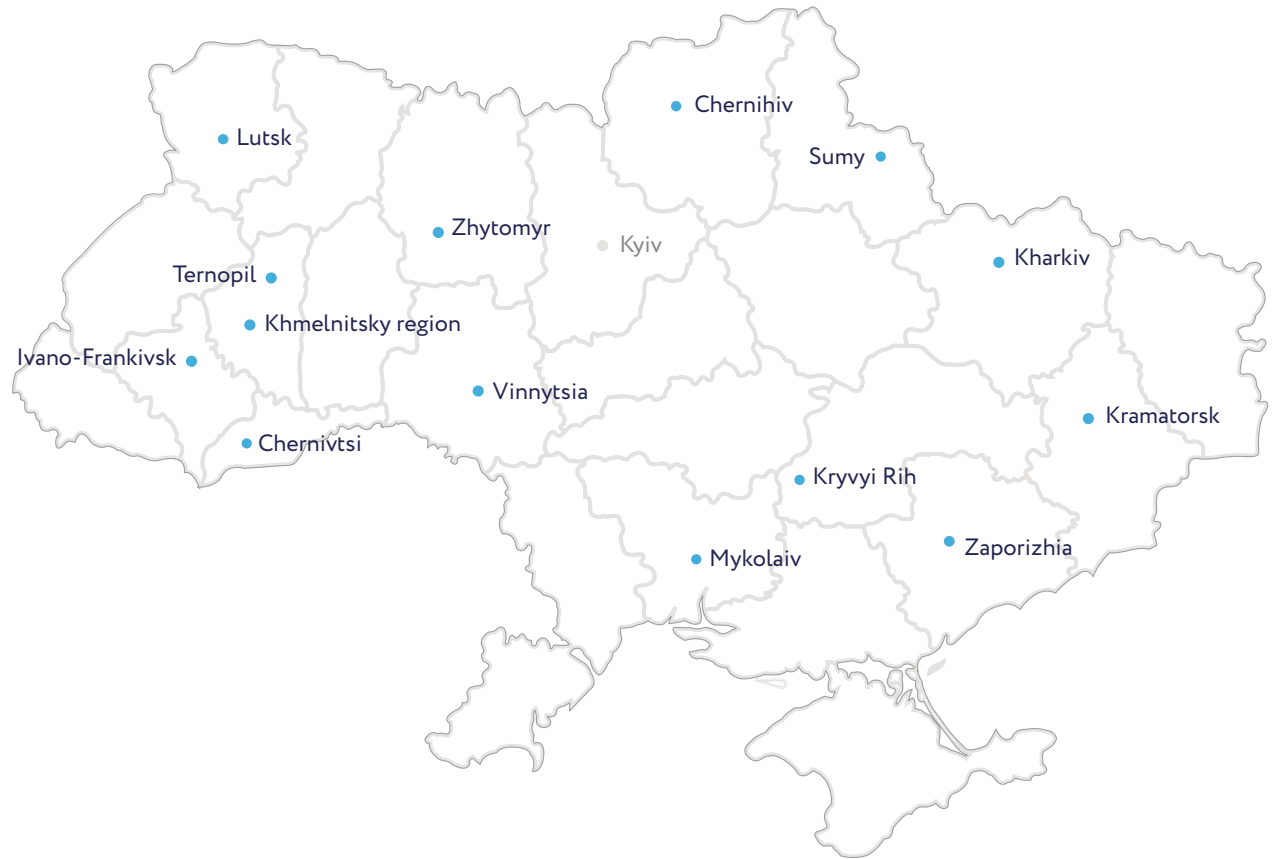 Chernihiv
Lutsk
Sumy
Zhytomyr
Kyiv
Kharkiv
Ternopil
Khmelnitsky region
Ivano-Frankivsk
Vinnytsia
Kramatorsk
Chernivtsi
Kryvyi Rih
Zaporizhia
Mykolaiv